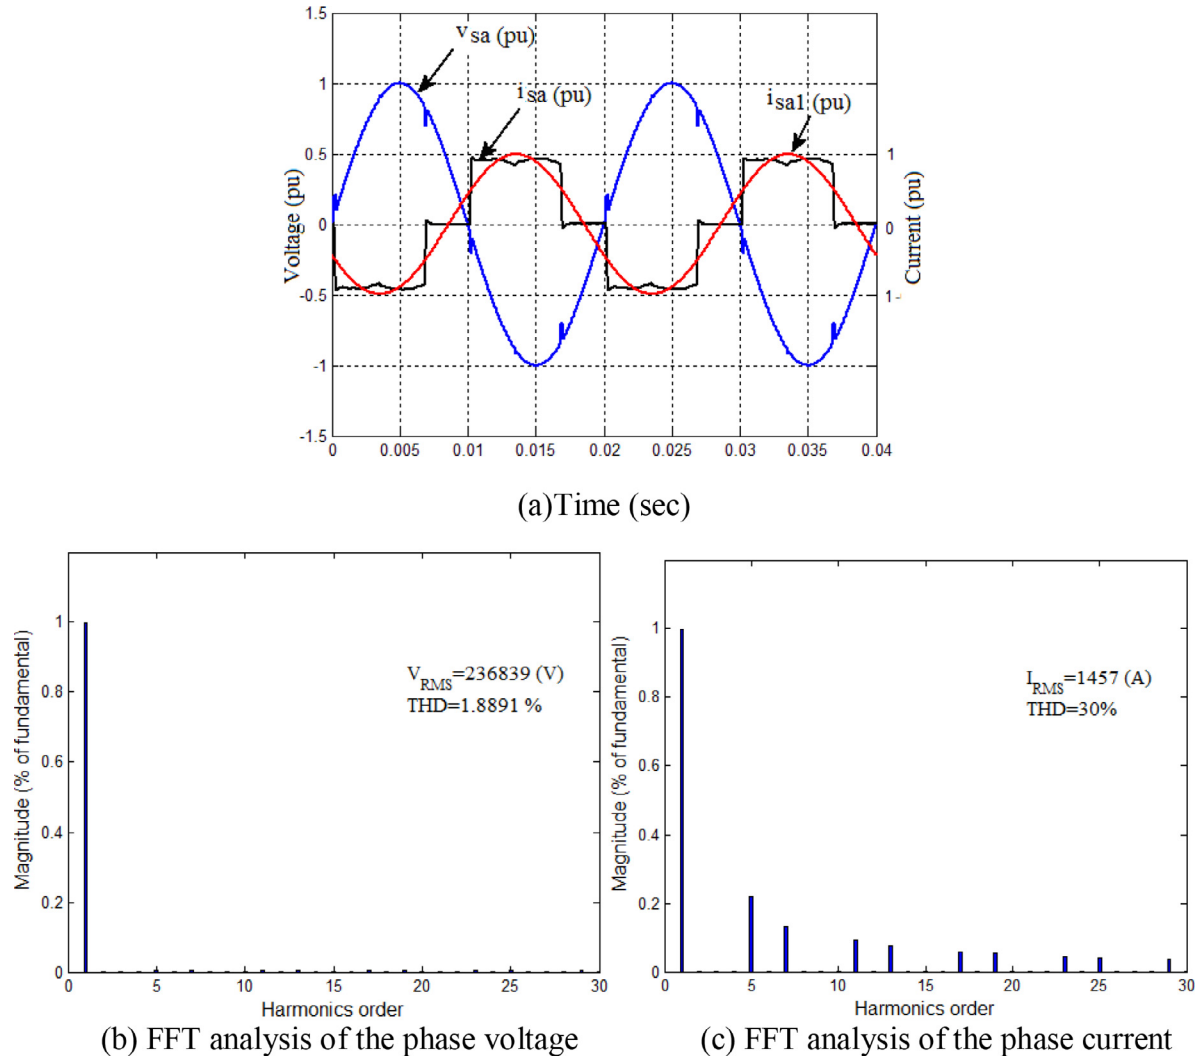 1.5
v sa (pu)
1
i sa (pu)
i sa1 (pu)
0.5
1
Voltage (pu)
0
0
Current (pu)
-0.5
1-
-1
-1.5
0 0.005 0.01 0.015 0.02 0.025 0.03 0.035 0.04
(a)Time (sec)
Magnitude (% of fundamental)
1
0.8
0.6
0.4
0.2
0
VRMS=236839 (V)
THD=1.8891 %
0 5 10 15 20 25 30
Harmonics order
(b) FFT analysis of the phase voltage
Magnitude (% of fundamental)
1
0.8
0.6
0.4
0.2
0
IRMS=1457 (A)
THD=30%
0 5 10 15 20 25 30
Harmonics order
(c) FFT analysis of the phase current